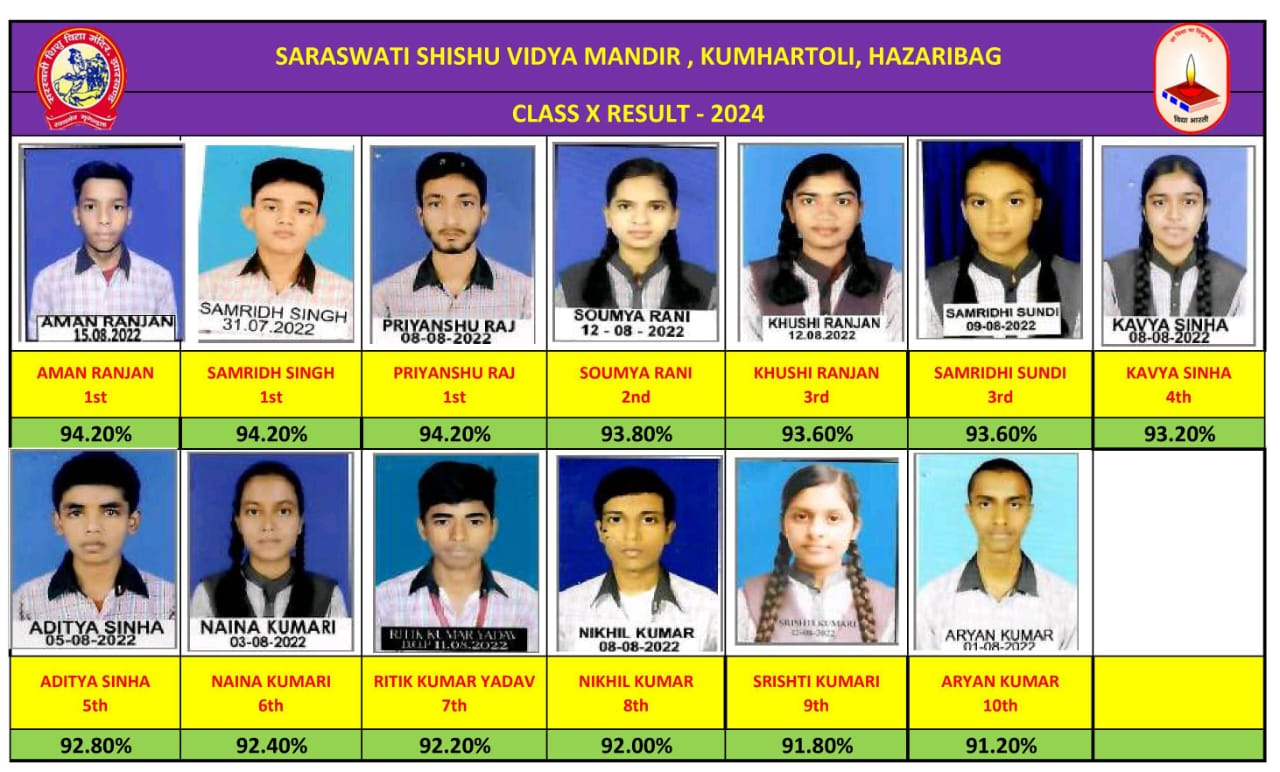 सरस्वती शिशु विद्या मंदिर, झारखण्ड
SARASWATI SHISHU VIDYA MANDIR , KUMHARTOLI, HAZARIBAG
सा विद्या या विमुक्तये
विद्या भारती
CLASS X RESULT - 2024
AMAN RANJAN
15.08.2022
SAMRIDH SINGH
31.07.2022
PRIYANSHU RAJ
08-08-2022
SOUMYA RANI
12 - 08 - 2022
KHUSHI RANJAN
12.08.2022
SAMRIDHI SUNDI
09-08-2022
KAVYA SINHA
08-08-2022
AMAN RANJAN
1st
SAMRIDH SINGH
1st
PRIYANSHU RAJ
1st
SOUMYA RANI
2nd
KHUSHI RANJAN
3rd
SAMRIDHI SUNDI
3rd
KAVYA SINHA
4th
94.20%
94.20%
94.20%
93.80%
93.60%
93.60%
93.20%
ADITYA SINHA
05-08-2022
NAINA KUMARI
03-08-2022
RITIK KUMAR YADAV
D.O.P 11.08.2022
NIKHIL KUMAR
08-08-2022
SRISHTI KUMARI
12-08-2022
ARYAN KUMAR
01-08-2022
ADITYA SINHA
5th
NAINA KUMARI
6th
RITIK KUMAR YADAV
7th
NIKHIL KUMAR
8th
SRISHTI KUMARI
9th
ARYAN KUMAR
10th
92.80%
92.40%
92.20%
92.00%
91.80%
91.20%